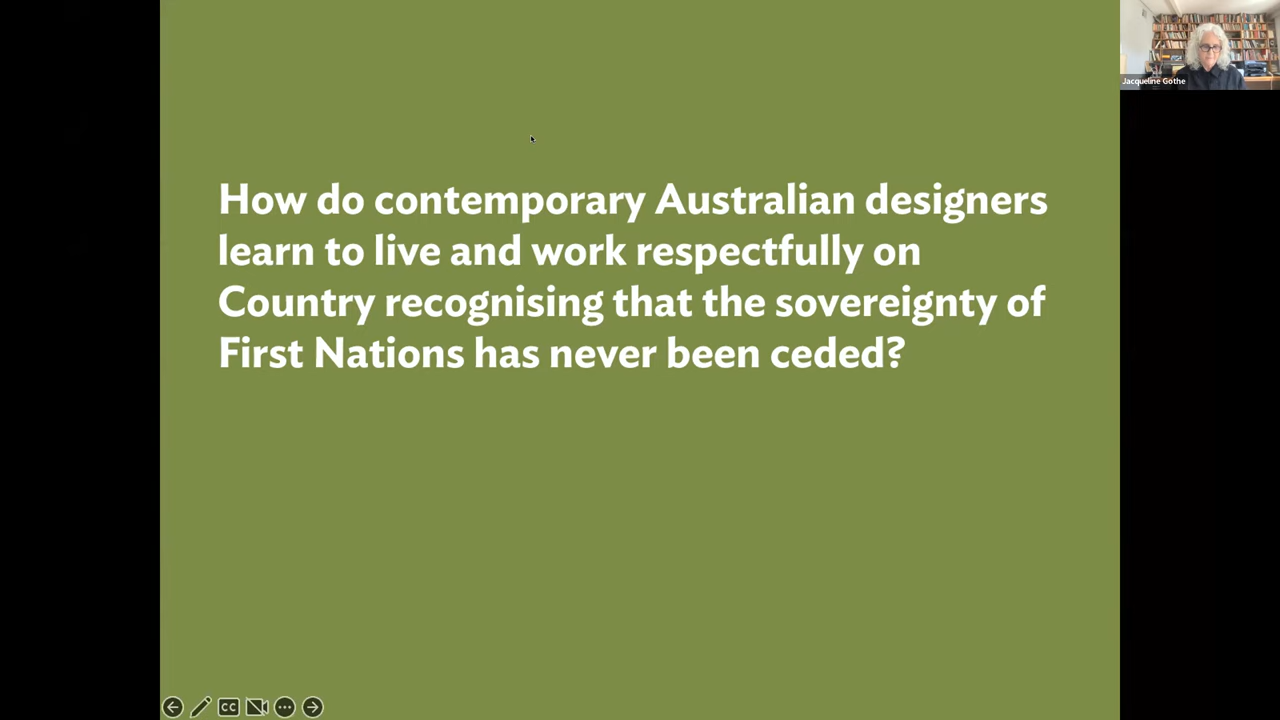 How do contemporary Australian designers
learn to live and work respectfully on
Country recognising that the sovereignty of
First Nations has never been ceded?
Jacqueline Gothe
CC